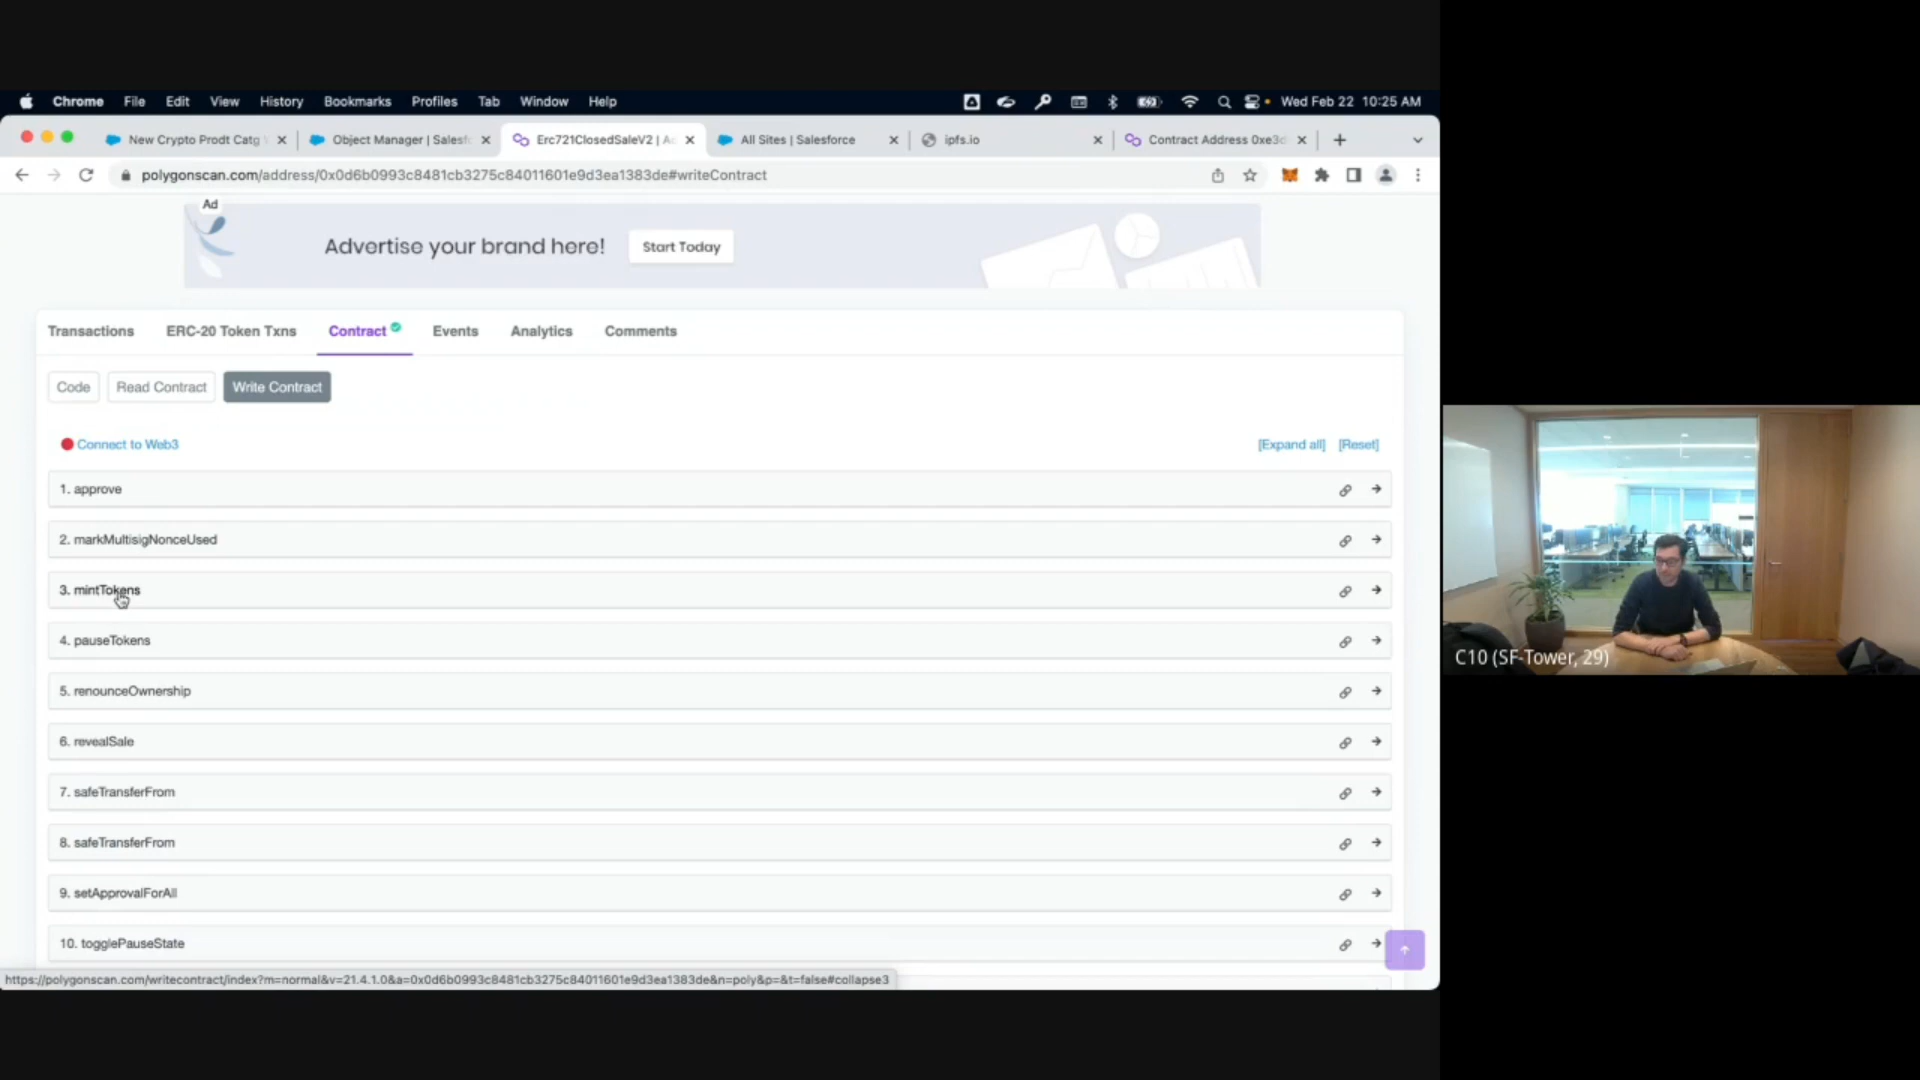 Chrome File Edit View History Bookmarks Profiles Tab Window Help
Wed Feb 22 10:25 AM
New Crypto Prodt Catg
Object Manager | Salesf
Erc721ClosedSaleV2 | A
All Sites | Salesforce
ipfs.io
Contract Address 0xe3d
polygonscan.com/address/0x0d6b0993c8481cb3275c84011601e9d3ea1383de#writeContract
Ad
Advertise your brand here!
Start Today
Transactions
ERC-20 Token Txns
Contract
Events
Analytics
Comments
Code
Read Contract
Write Contract
Connect to Web3
[Expand all] [Reset]
1. approve
2. markMultisigNonceUsed
3. mintTokens
4. pauseTokens
5. renounceOwnership
6. revealSale
7. safeTransferFrom
8. safeTransferFrom
9. setApprovalForAll
10. togglePauseState
https://polygonscan.com/writecontract/index?m=normal&v=21.4.1.0&a=0x0d6b0993c8481cb3275c84011601e9d3ea1383de&n=poly&p=&t=false#collapse3
C10 (SF-Tower, 29)